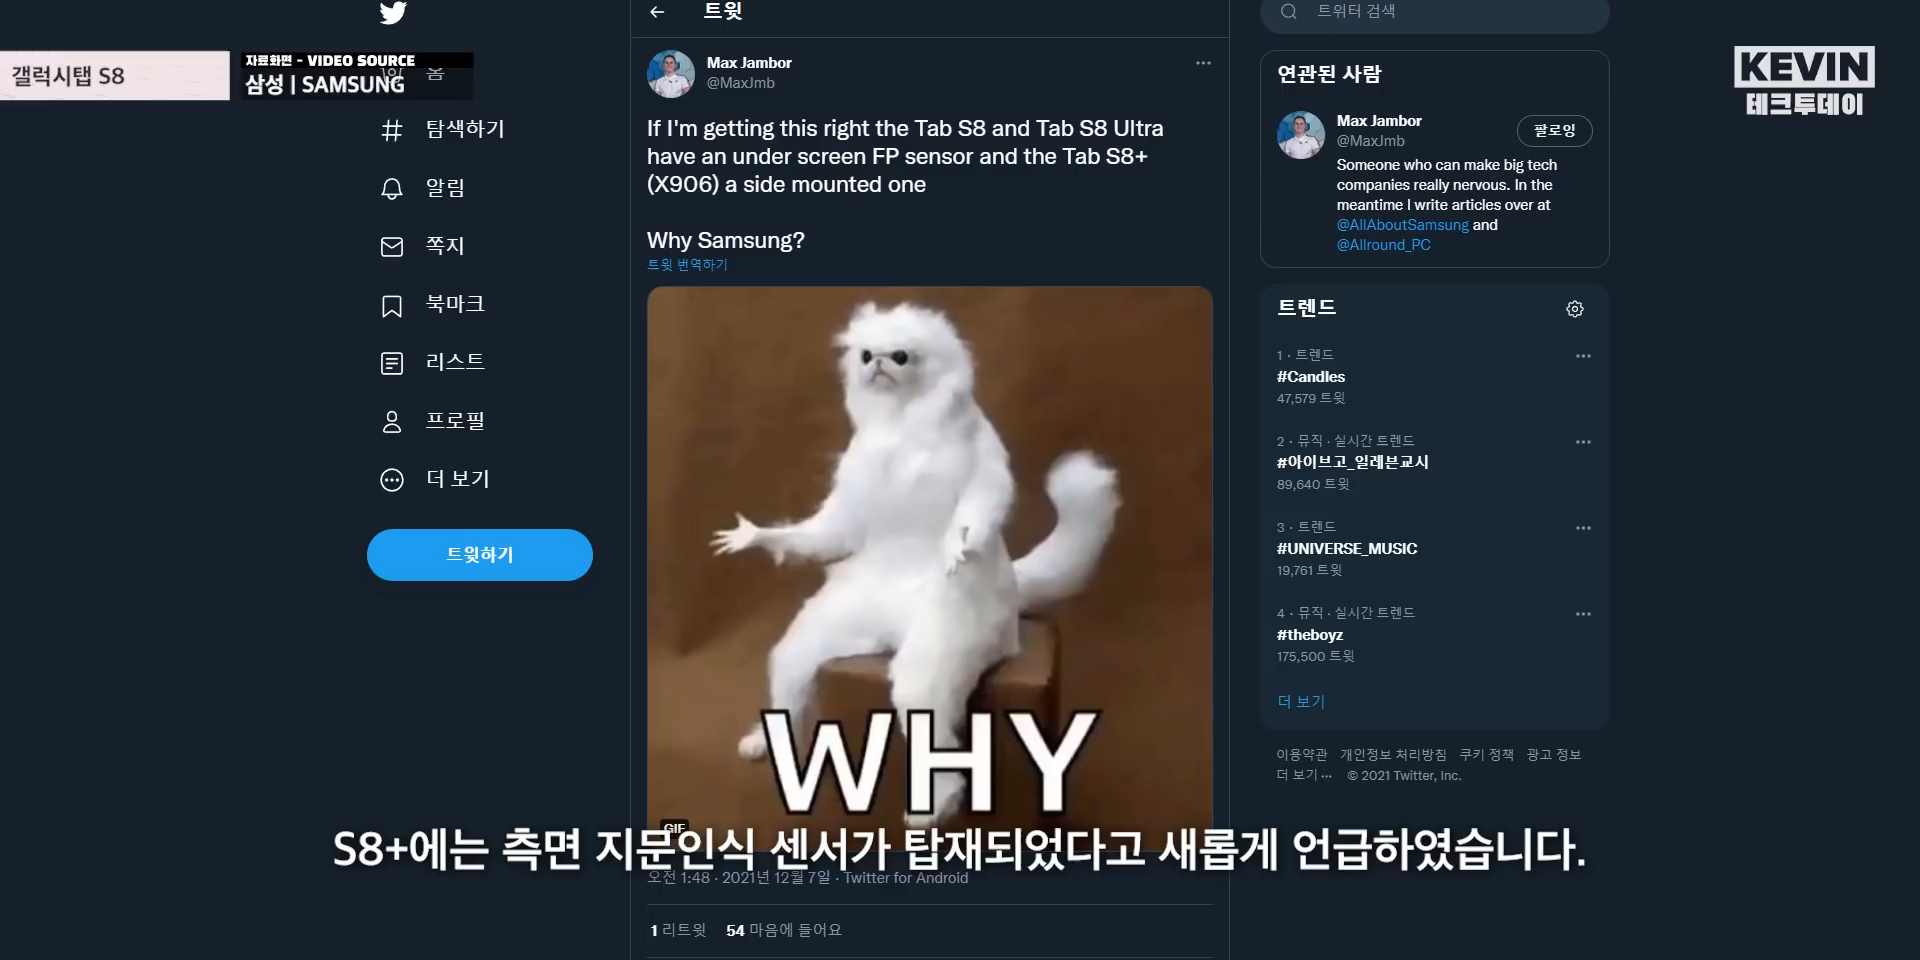 트윗
트위터 검색
갤럭시탭 S8
자료화면 - VIDEO SOURCE
삼성 | SAMSUNG
홈
탐색하기
알림
쪽지
북마크
리스트
프로필
더 보기
트윗하기
Max Jambor
@MaxJmb
If I'm getting this right the Tab S8 and Tab S8 Ultra
have an under screen FP sensor and the Tab S8+
(X906) a side mounted one
Why Samsung?
트윗 번역하기
WHY
GIF
S8+에는 측면 지문인식 센서가 탑재되었다고 새롭게 언급하였습니다.
오전 1:48 · 2021년 12월 7일 · Twitter for Android
1 리트윗 54 마음에 들어요
KEVIN
테크투데이
연관된 사람
Max Jambor
@MaxJmb
팔로잉
Someone who can make big tech
companies really nervous. In the
meantime I write articles over at
@AllAboutSamsung and
@Allround_PC
트렌드
1 · 트렌드
#Candles
47,579 트윗
2 · 뮤직 · 실시간 트렌드
#아이브고_일레븐교시
89,640 트윗
3 · 트렌드
#UNIVERSE_MUSIC
19,761 트윗
4 · 뮤직 · 실시간 트렌드
#theboyz
175,500 트윗
더 보기
이용약관 개인정보 처리방침 쿠키 정책 광고 정보
더 보기 ··· © 2021 Twitter, Inc.